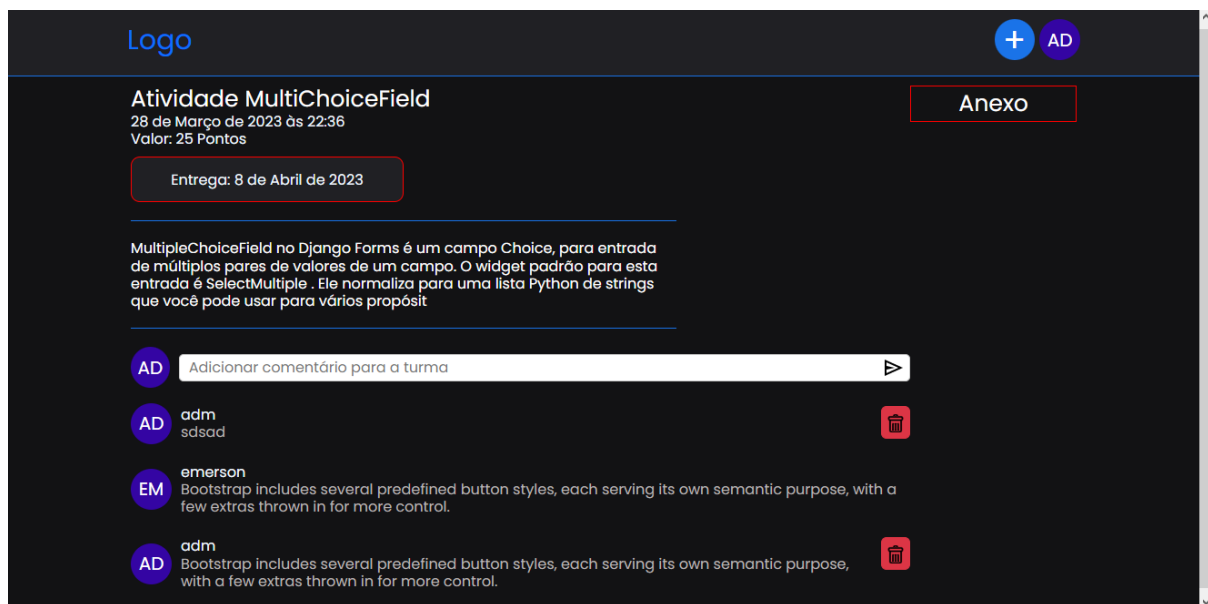 Logo
+ AD
Atividade MultiChoiceField
28 de Março de 2023 às 22:36
Valor: 25 Pontos
Entrega: 8 de Abril de 2023
Anexo
MultipleChoiceField no Django Forms é um campo Choice, para entrada
de múltiplos pares de valores de um campo. O widget padrão para esta
entrada é SelectMultiple . Ele normaliza para uma lista Python de strings
que você pode usar para vários propósit
AD
Adicionar comentário para a turma
AD
adm
sdsad
EM
emerson
Bootstrap includes several predefined button styles, each serving its own semantic purpose, with a
few extras thrown in for more control.
AD
adm
Bootstrap includes several predefined button styles, each serving its own semantic purpose,
with a few extras thrown in for more control.